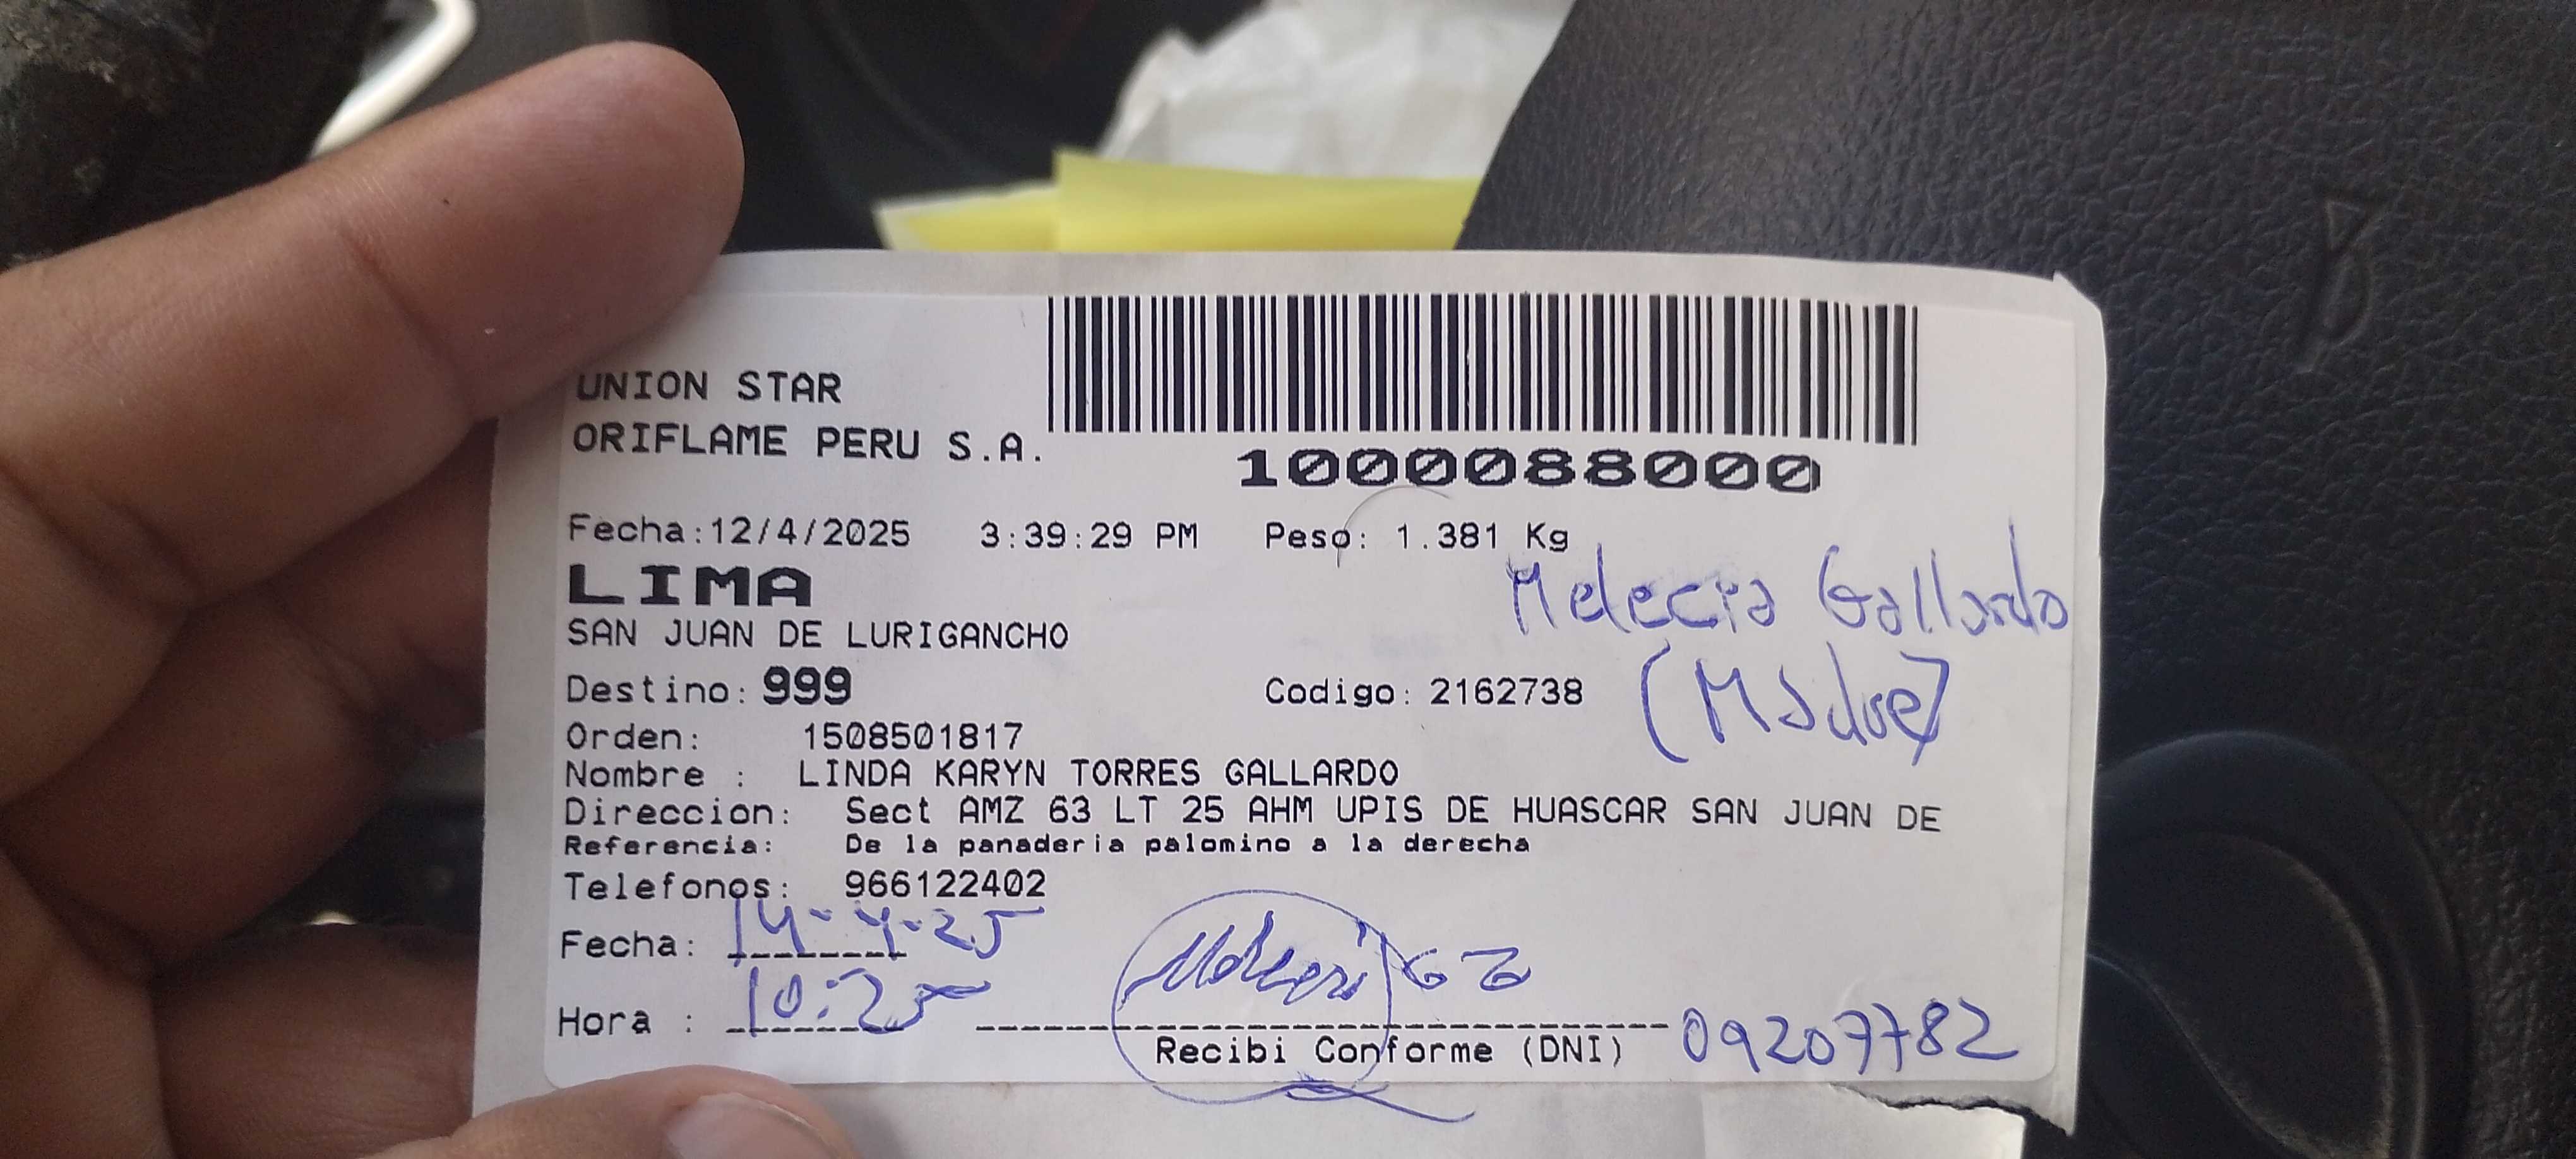 UNION STAR
ORIFLAME PERU S.A.
1000088000
Fecha:12/4/2025 3:39:29 PM Peso: 1.381 Kg
LIMA
Melecia Gallardo
SAN JUAN DE LURIGANCHO
Destino: 999 Codigo: 2162738
(Madre)
Orden: 1508501817
Nombre : LINDA KARYN TORRES GALLARDO
Direccion: Sect AMZ 63 LT 25 AHM UPIS DE HUASCAR SAN JUAN DE
Referencia: De la panaderia palomino a la derecha
Telefonos: 966122402
Fecha: 14-4-25
Hora : 10:25
Recibi Conforme (DNI) 09207782